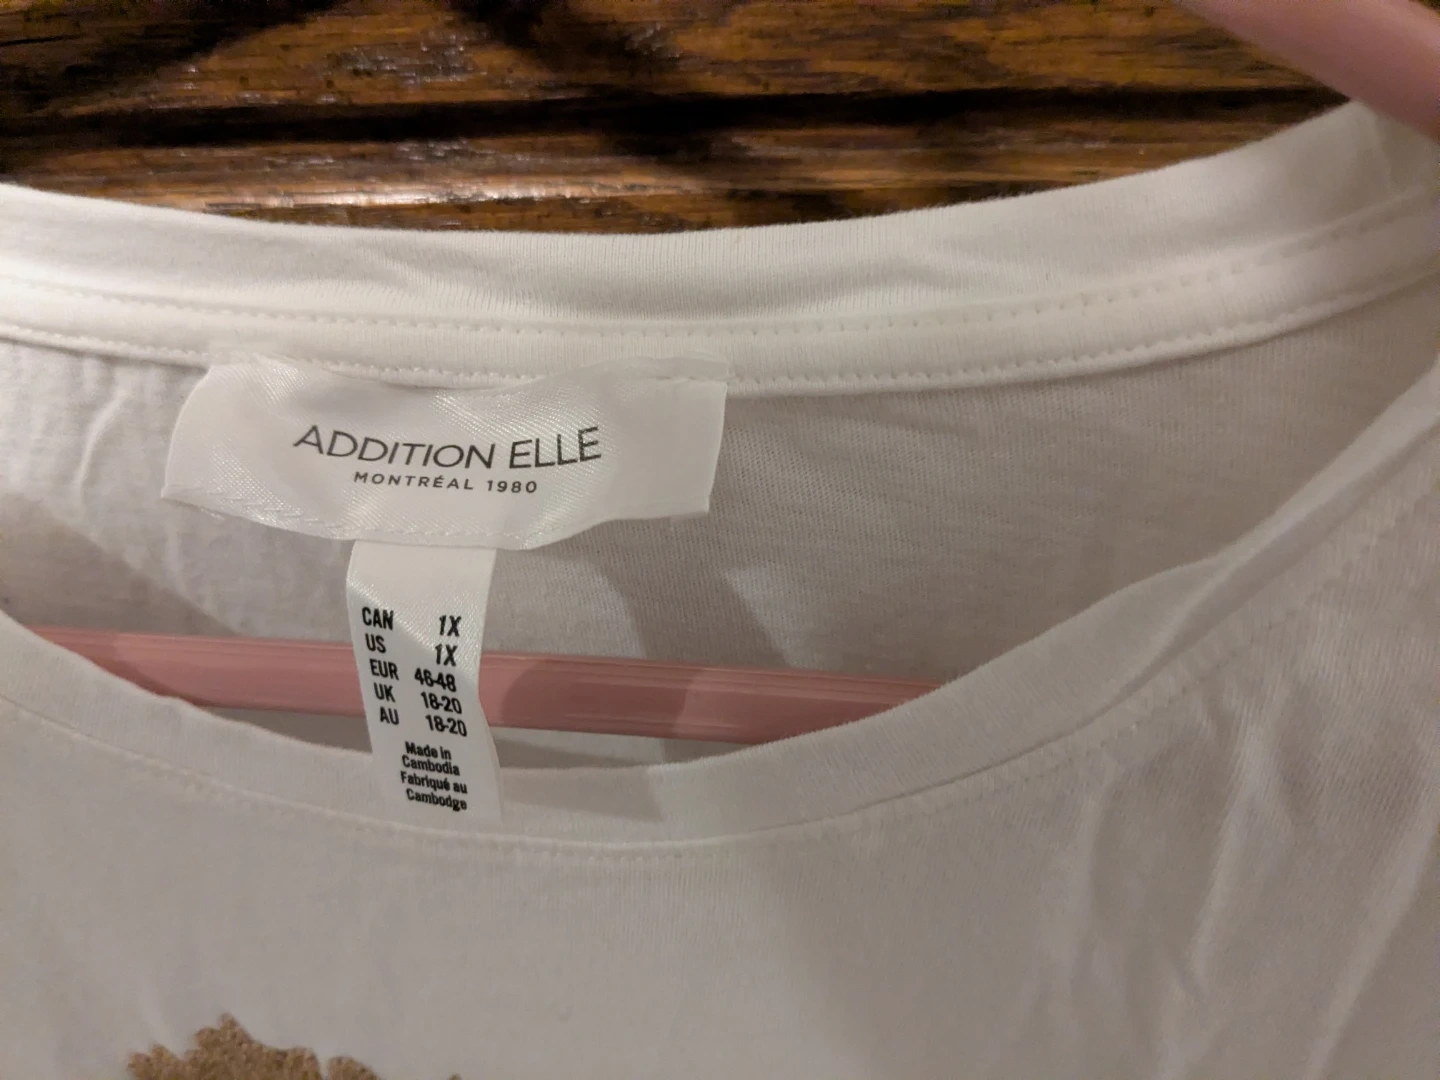 ADDITION ELLE
MONTRÉAL 1980
CAN 1X
US 1X
EUR 46-48
UK 18-20
AU 18-20
Made in
Cambodia
Fabriqué au
Cambodge